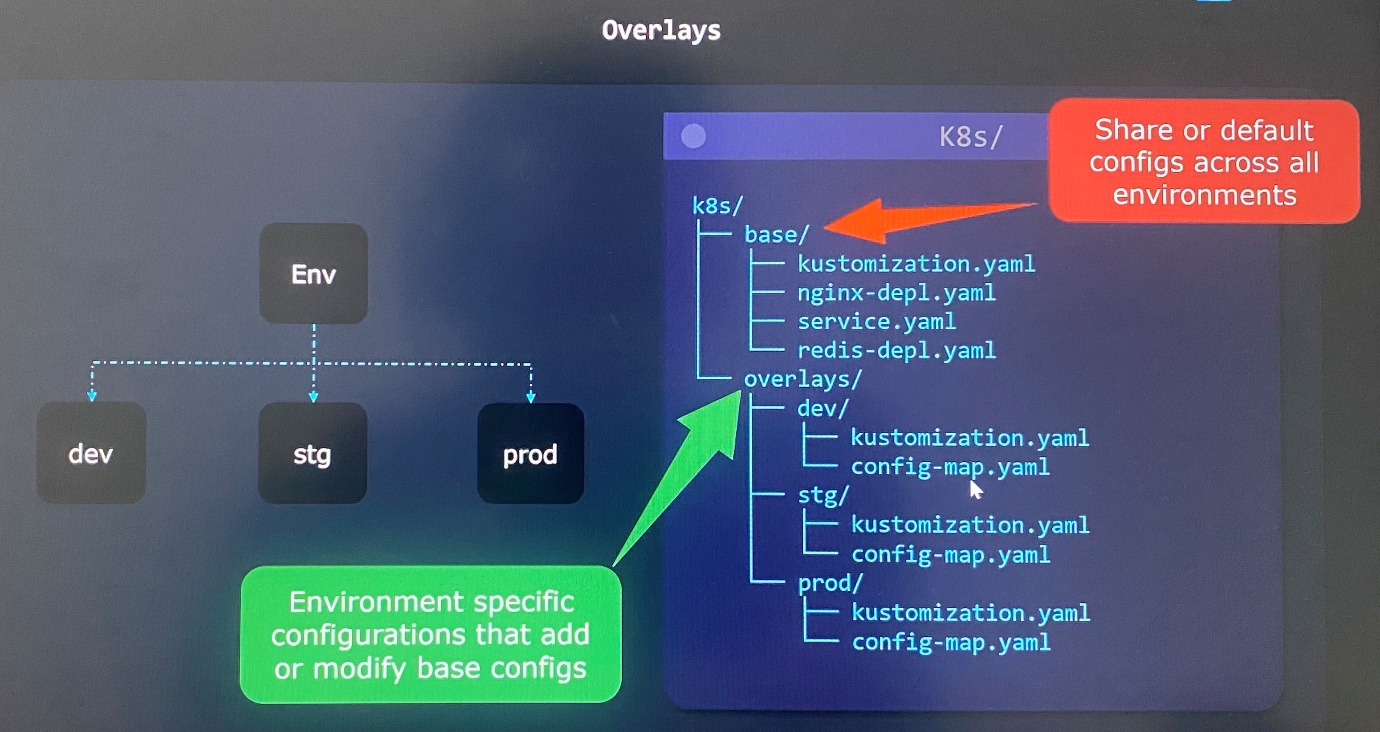 Overlays
K8s/
Share or default
configs across all
environments
Env
dev
stg
prod
k8s/
base/
kustomization.yaml
nginx-depl.yaml
service.yaml
redis-depl.yaml
overlays/
dev/
kustomization.yaml
config-map.yaml
stg/
kustomization.yaml
config-map.yaml
prod/
kustomization.yaml
config-map.yaml
Environment specific
configurations that add
or modify base configs